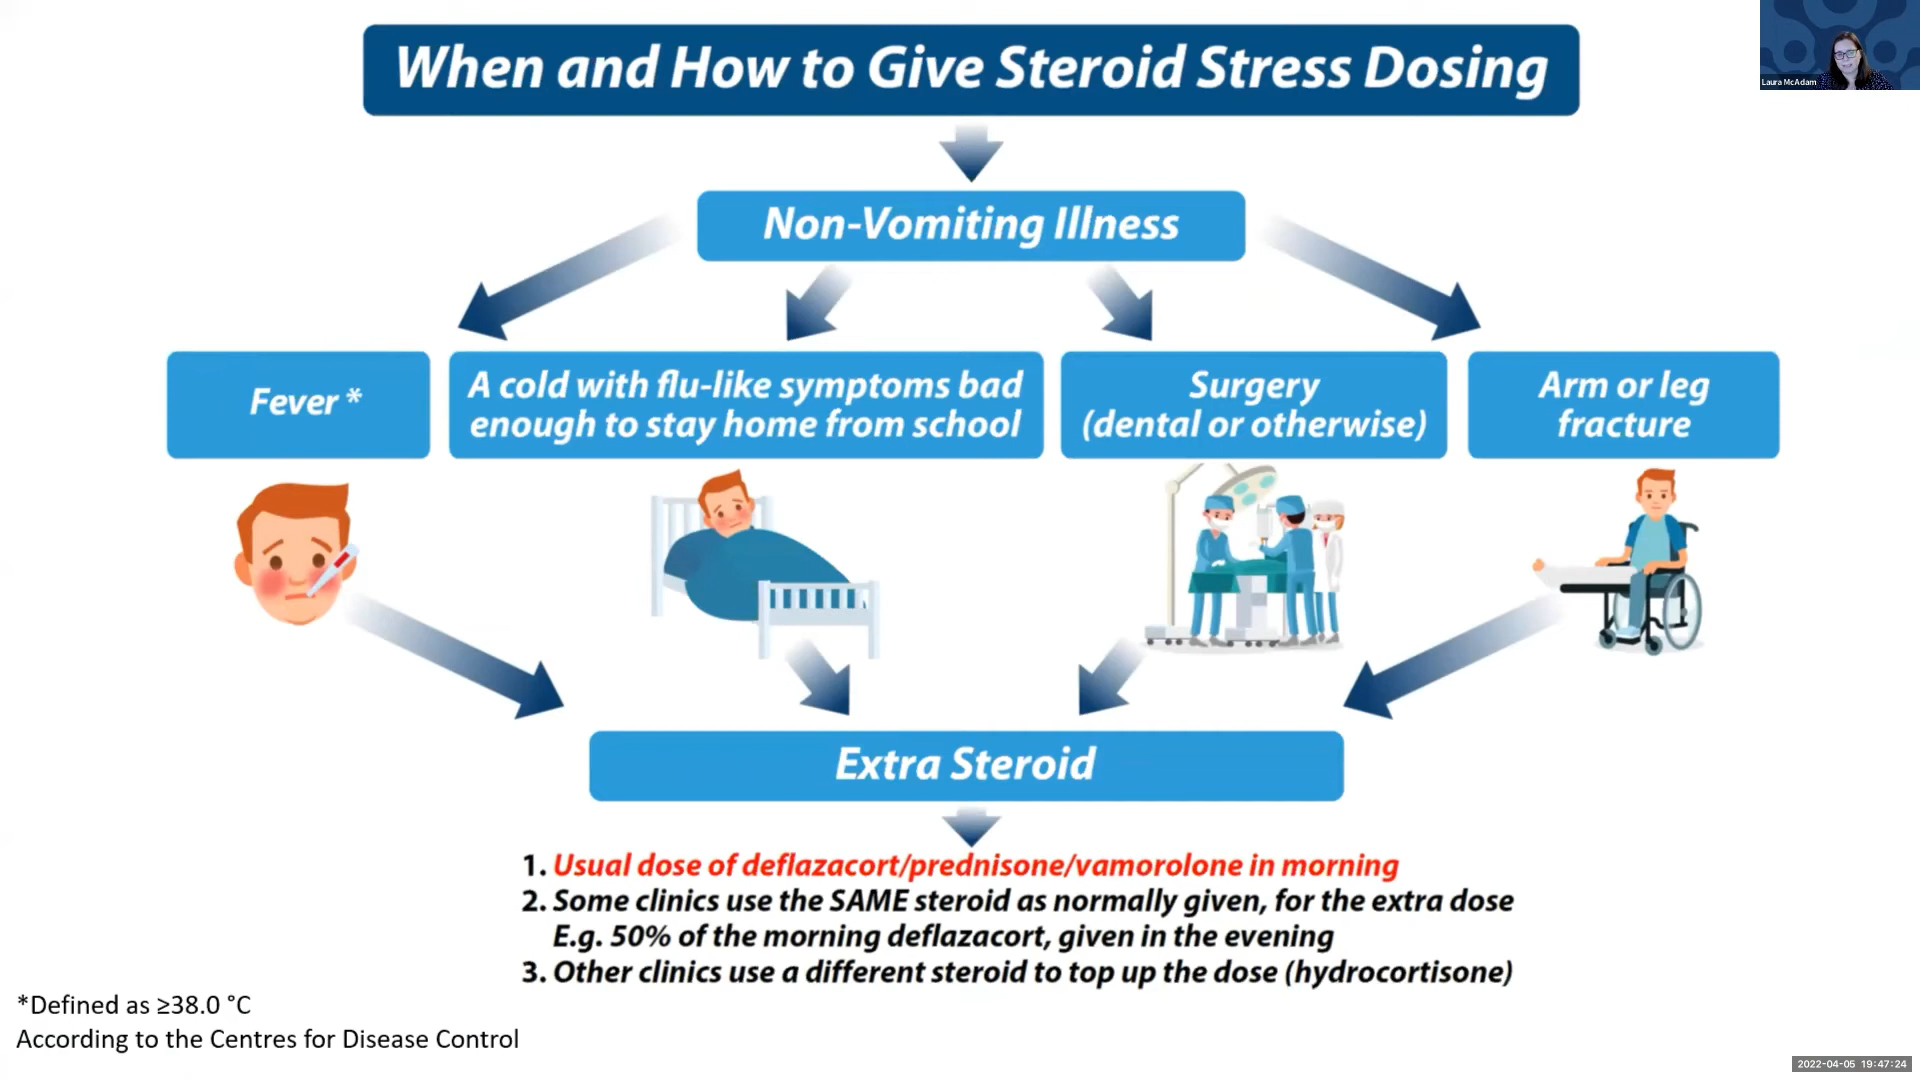 When and How to Give Steroid Stress Dosing
Laura McAdam
Non-Vomiting Illness
Fever *
A cold with flu-like symptoms bad
enough to stay home from school
Surgery
(dental or otherwise)
Arm or leg
fracture
Extra Steroid
1. Usual dose of deflazacort/prednisone/vamorolone in morning
2. Some clinics use the SAME steroid as normally given, for the extra dose
E.g. 50% of the morning deflazacort, given in the evening
3. Other clinics use a different steroid to top up the dose (hydrocortisone)
*Defined as ≥38.0 °C
According to the Centres for Disease Control
2022-04-05 19:47:24